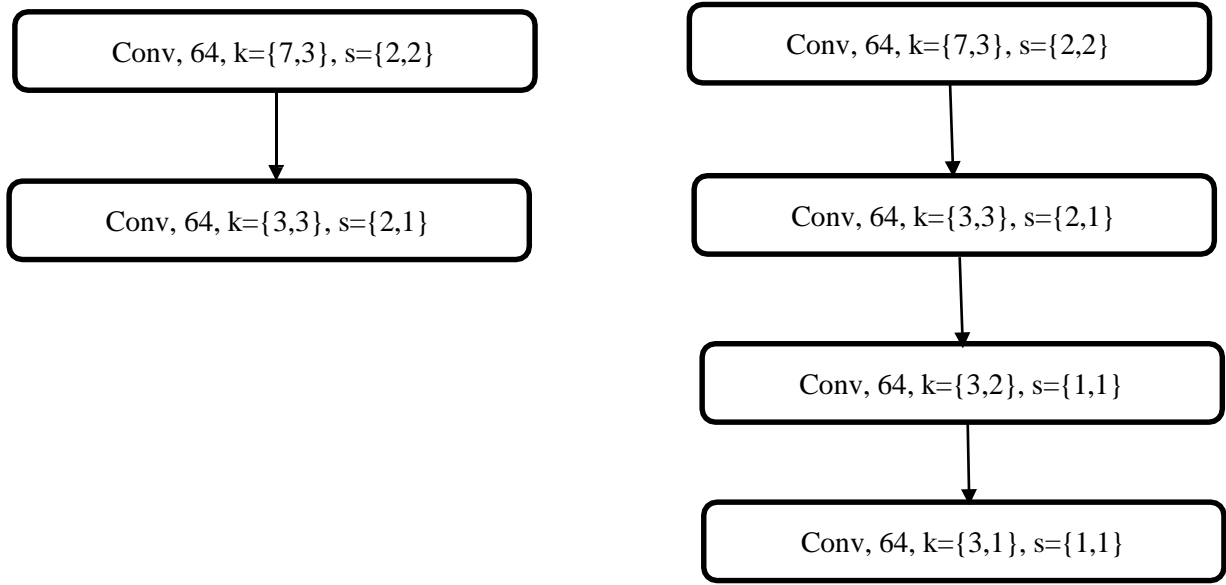 Conv, 64, k={7,3}, s={2,2}
Conv, 64, k={3,3}, s={2,1}
Conv, 64, k={7,3}, s={2,2}
Conv, 64, k={3,3}, s={2,1}
Conv, 64, k={3,2}, s={1,1}
Conv, 64, k={3,1}, s={1,1}